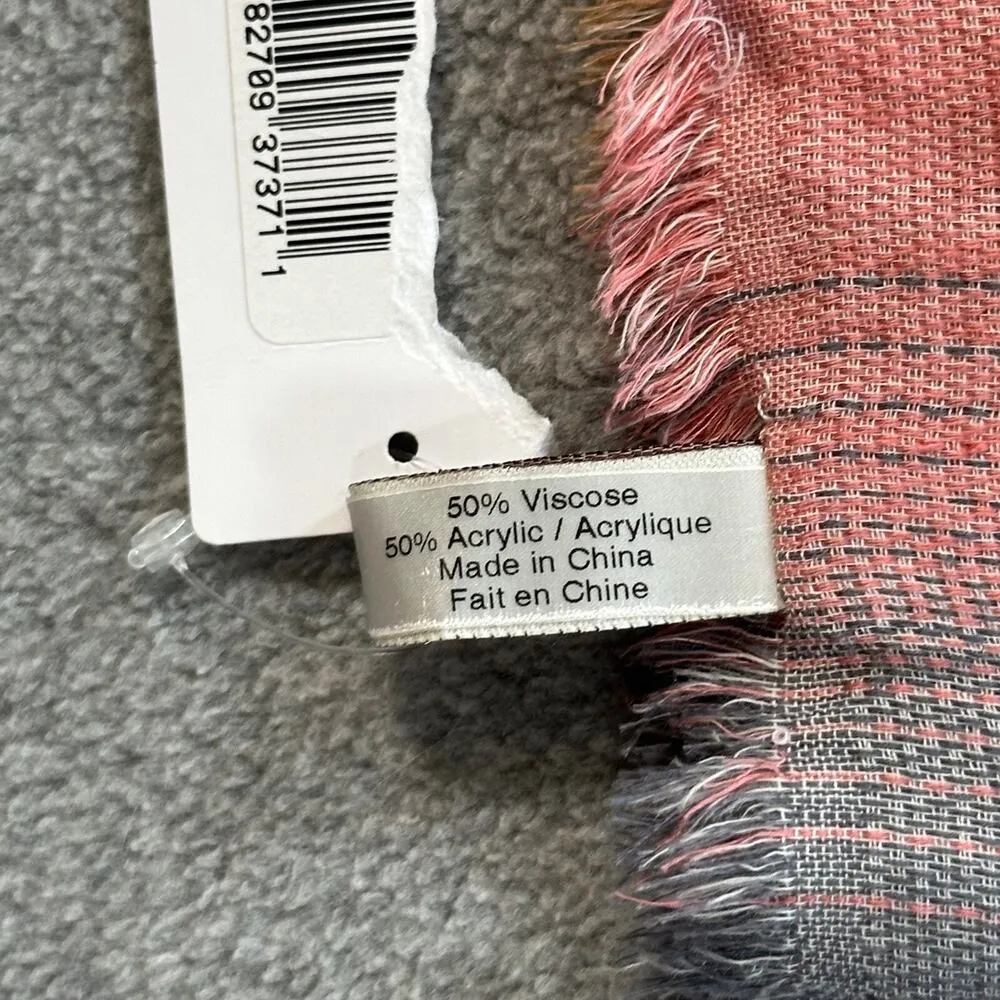 82709 37371 1
50% Viscose
50% Acrylic / Acrylique
Made in China
Fait en Chine